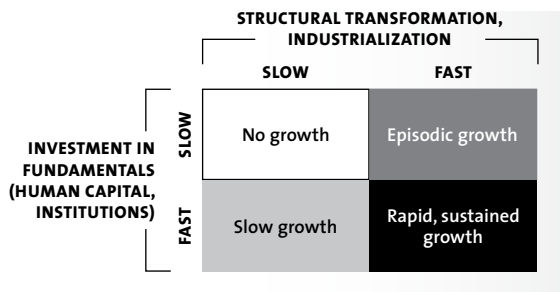 STRUCTURAL TRANSFORMATION,
INDUSTRIALIZATION
SLOW
FAST
INVESTMENT IN
FUNDAMENTALS
(HUMAN CAPITAL,
INSTITUTIONS)
SLOW
No growth
Episodic growth
FAST
Slow growth
Rapid, sustained
growth